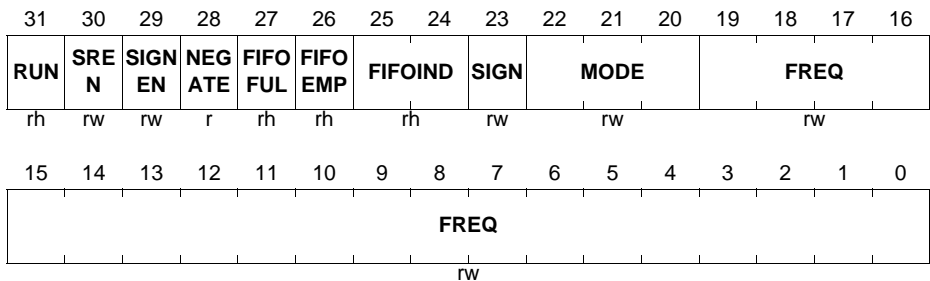 31 30 29 28 27 26 25 24 23 22 21 20 19 18 17 16
RUN SRE N SIGN EN NEG ATE FIFO FUL FIFO EMP FIFOIND SIGN MODE FREQ
rh rw rw r rh rh rh rw rw rw
15 14 13 12 11 10 9 8 7 6 5 4 3 2 1 0
FREQ
rw